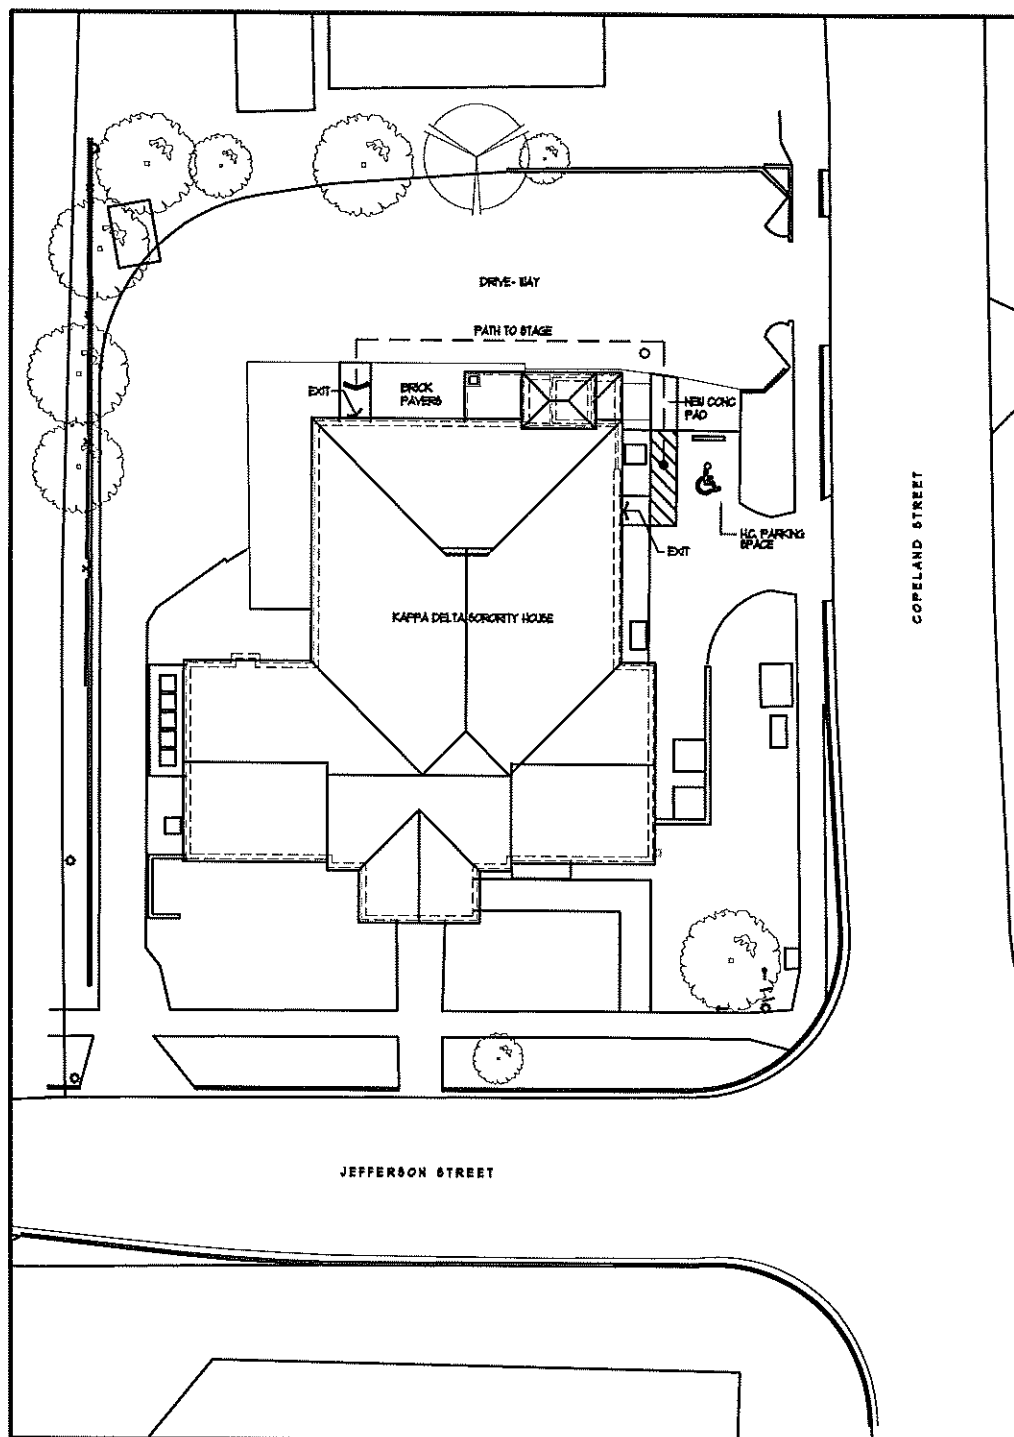 DRIVE-WAY
PATH TO STAGE
EXIT
BRICK
PAVERS
NEW CONC
PAD
H.C. PARKING
SPACE
EXIT
COPELAND STREET
KAPPA DELTA SORORITY HOUSE
JEFFERSON STREET